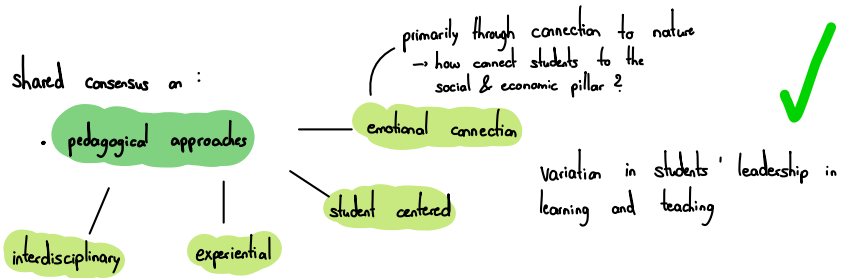 primarily through connection to nature
→ how connect students to the
social & economic pillar ?
shared consensus on :
• pedagogical approaches
emotional connection
Variation in students' leadership in
learning and teaching
student centered
interdisciplinary
experiential